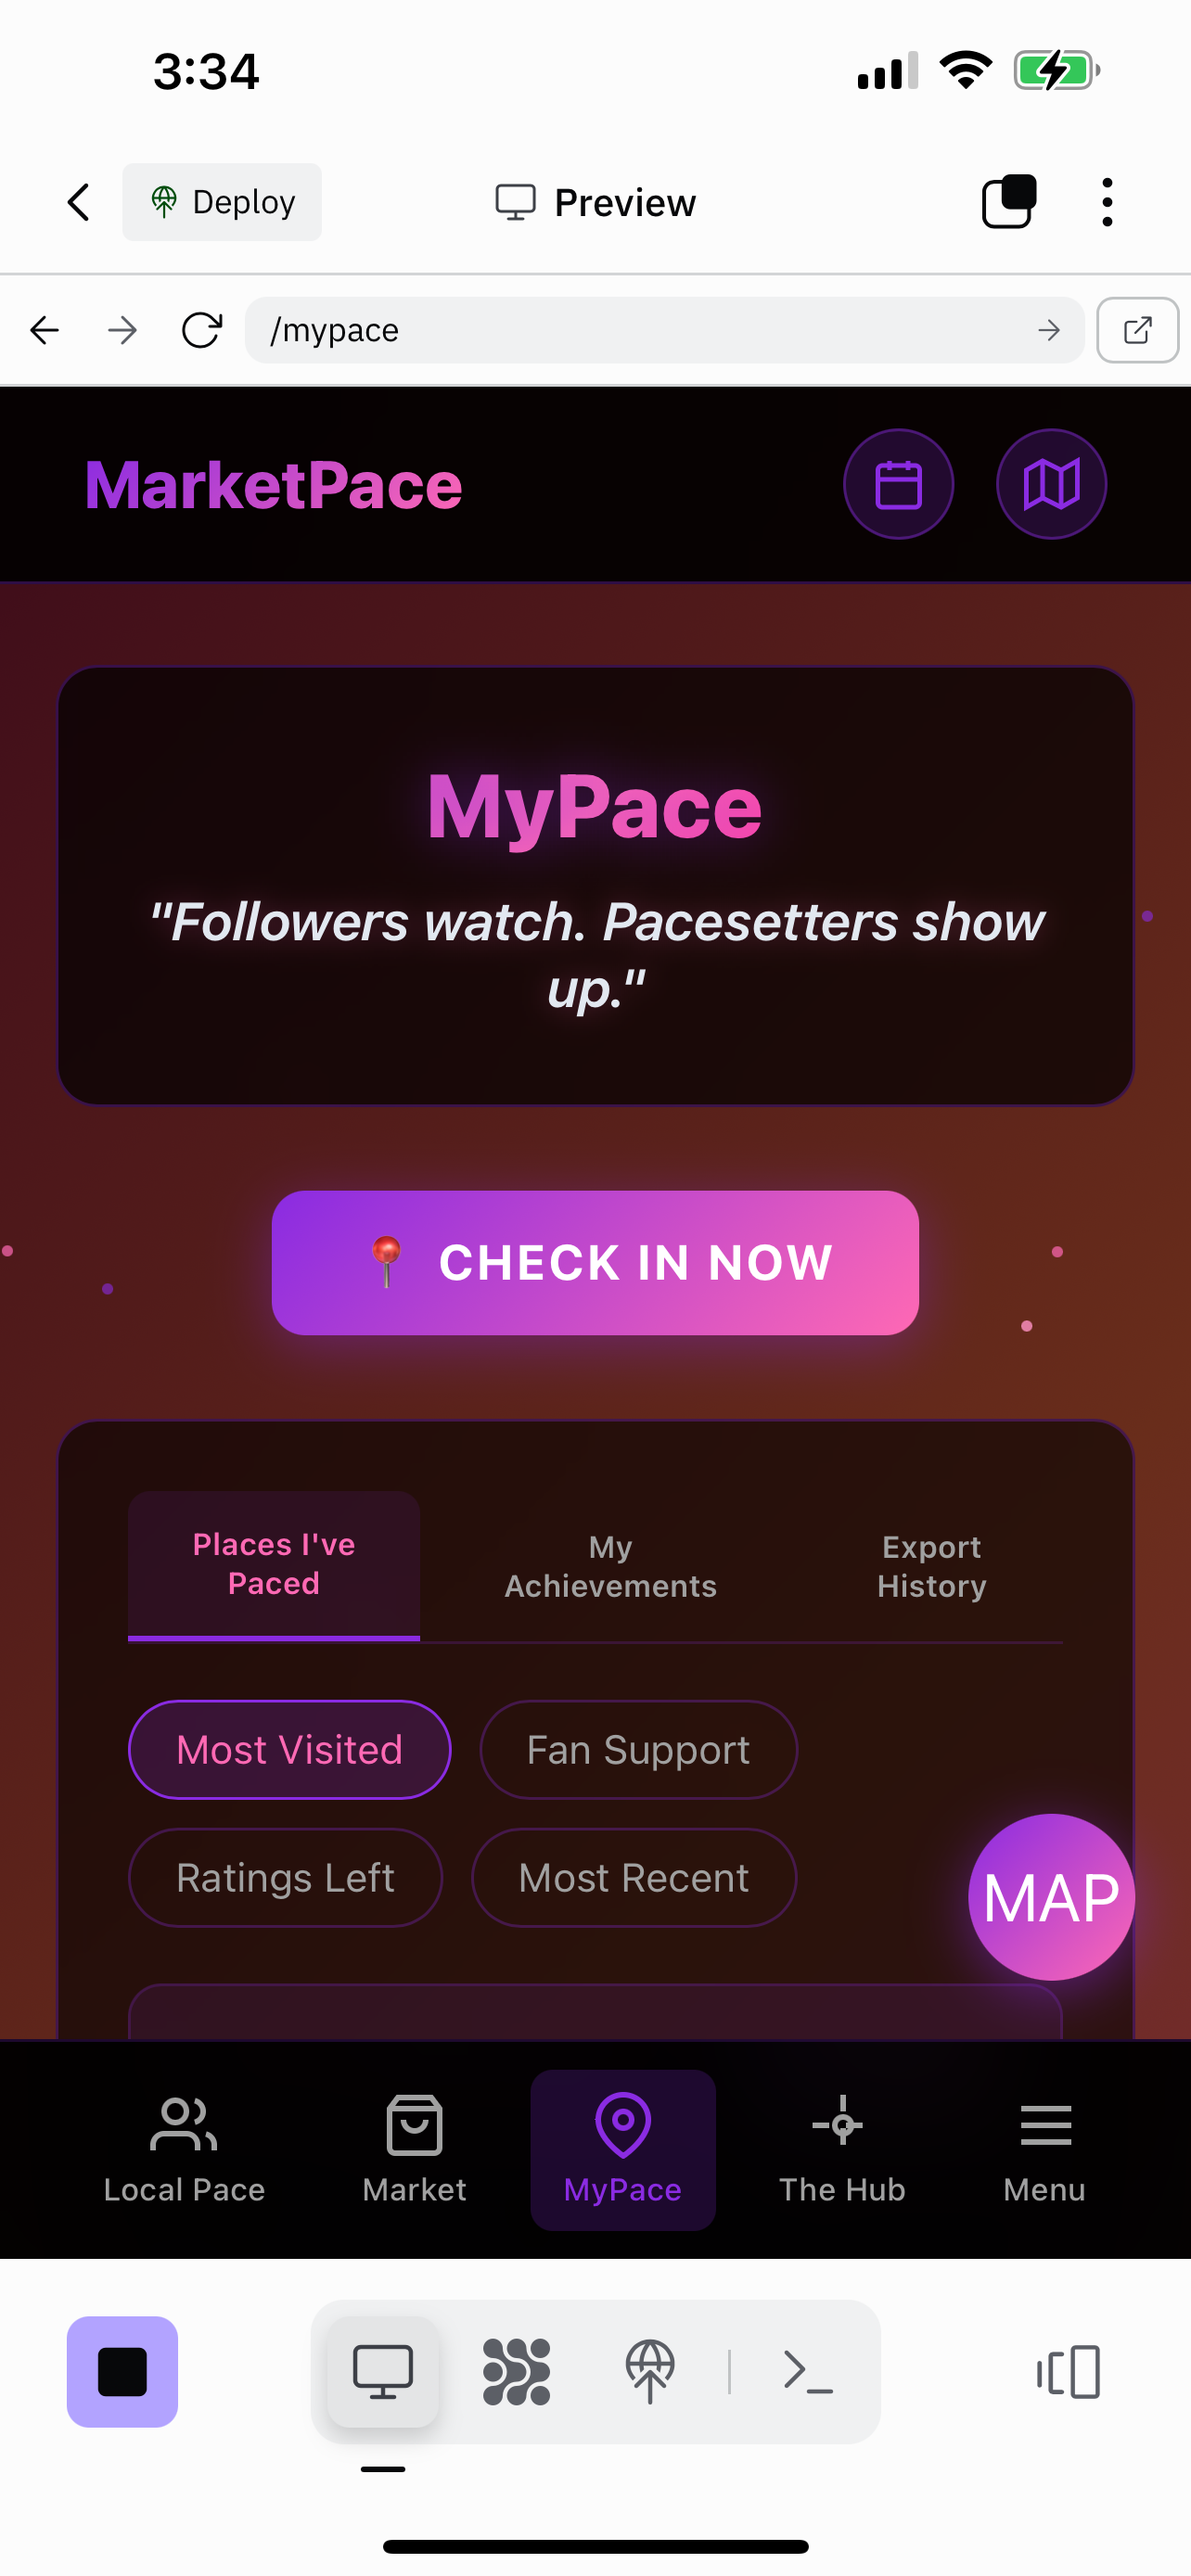 3:34
Deploy
Preview
/mypace
MarketPace
MyPace
"Followers watch. Pacesetters show
up."
CHECK IN NOW
Places I've
Paced
My
Achievements
Export
History
Most Visited
Fan Support
Ratings Left
Most Recent
MAP
Local Pace
Market
MyPace
The Hub
Menu